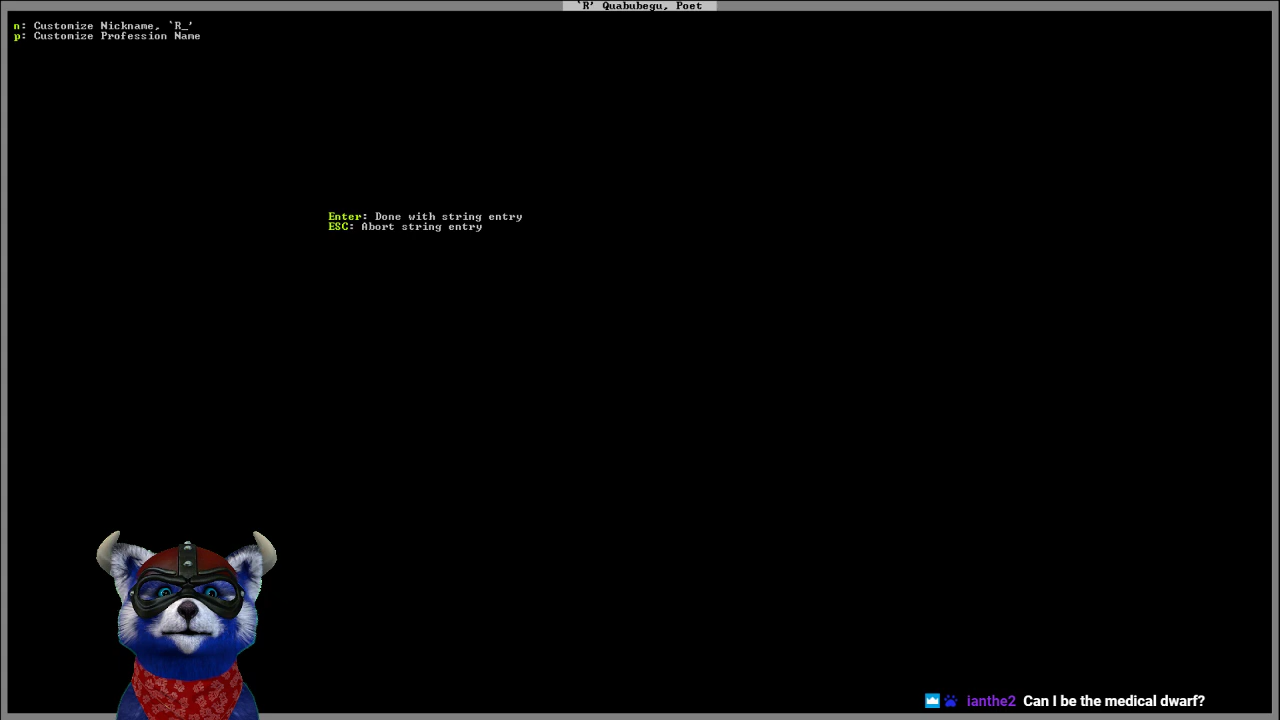 `R' Quabubegu, Poet
n: Customize Nickname, `R_'
p: Customize Profession Name
Enter: Done with string entry
ESC: Abort string entry
ianthe2 Can I be the medical dwarf?